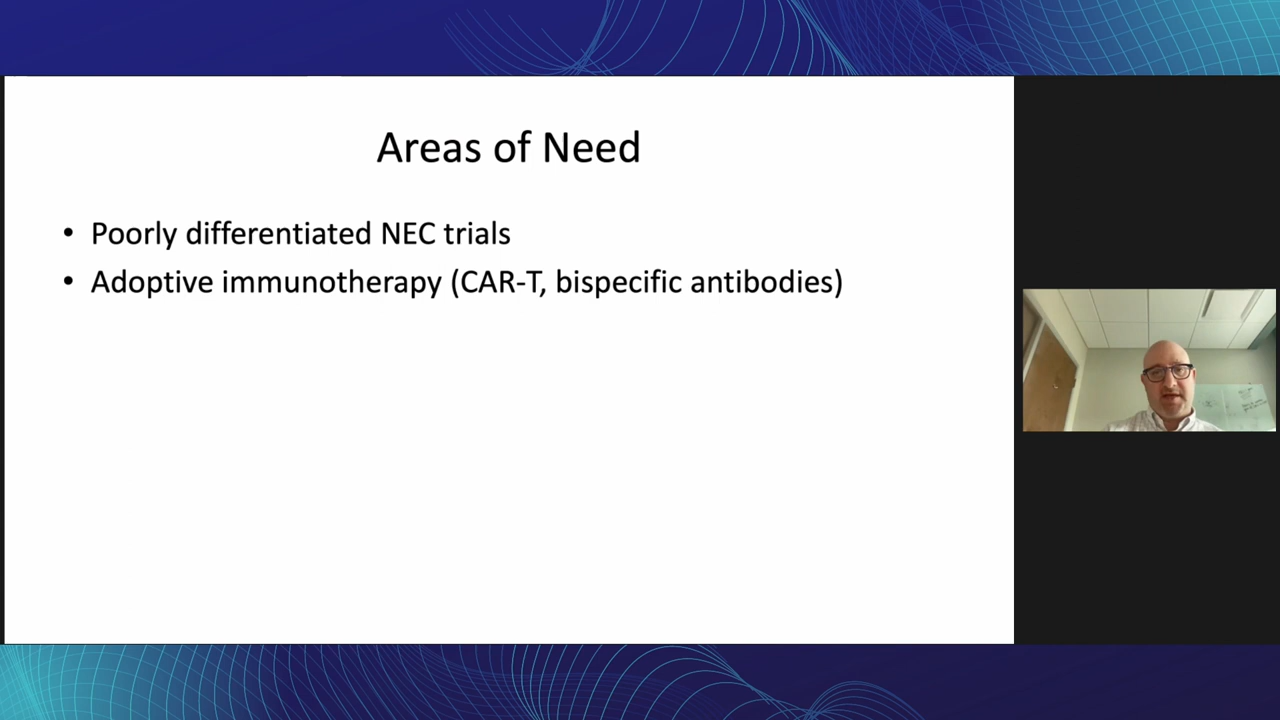 Areas of Need
• Poorly differentiated NEC trials
• Adoptive immunotherapy (CAR-T, bispecific antibodies)